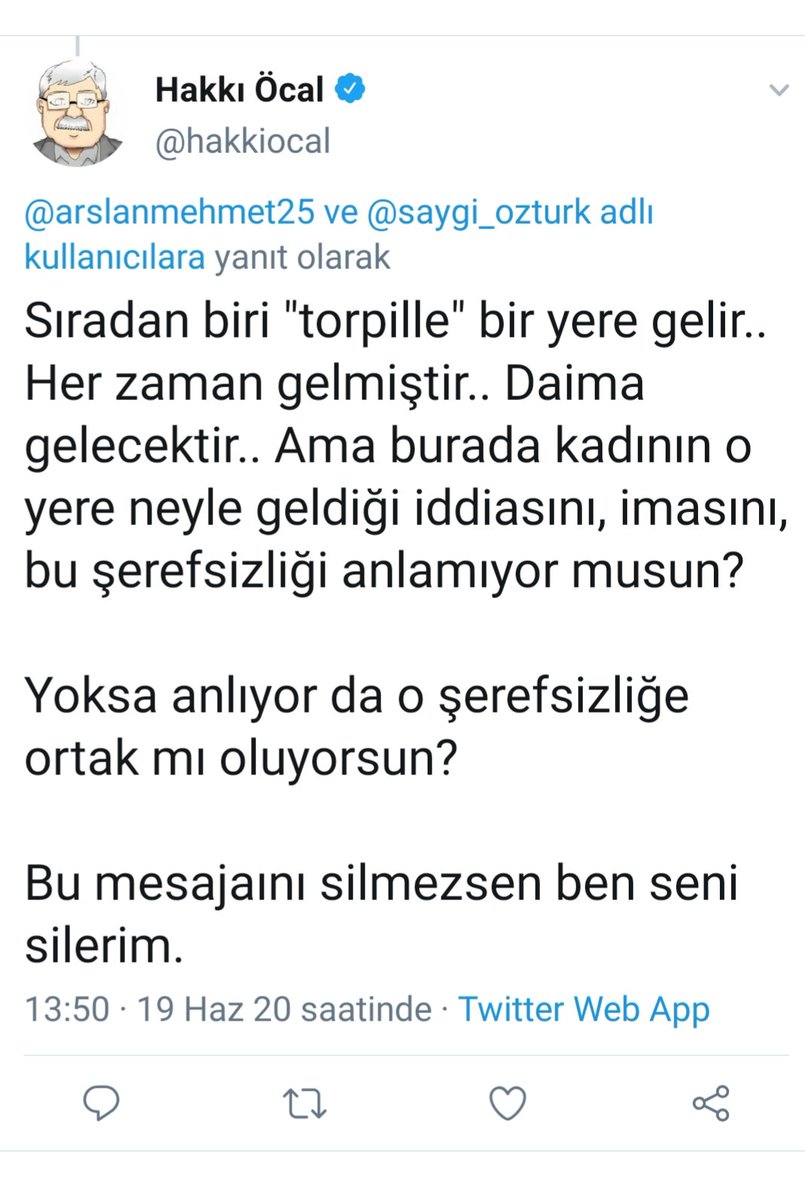 Hakkı Öcal
@hakkiocal
@arslanmehmet25 ve @saygi_ozturk adlı
kullanıcılara yanıt olarak
Sıradan biri "torpille" bir yere gelir..
Her zaman gelmiştir.. Daima
gelecektir.. Ama burada kadının o
yere neyle geldiği iddiasını, imasını,
bu şerefsizliği anlamıyor musun?
Yoksa anlıyor da o şerefsizliğe
ortak mı oluyorsun?
Bu mesajaını silmezsen ben seni
silerim.
13:50 · 19 Haz 20 saatinde · Twitter Web App